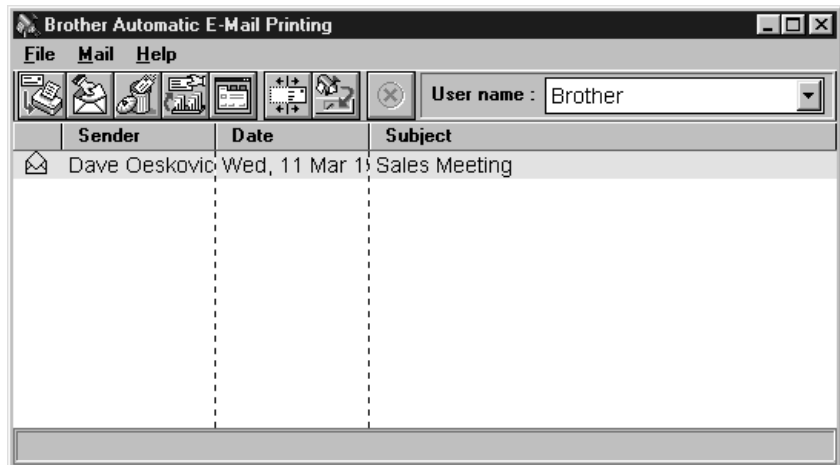 Brother Automatic E-Mail Printing
File Mail Help
User name : Brother
Sender Date Subject
Dave Oeskovic Wed, 11 Mar 1 Sales Meeting